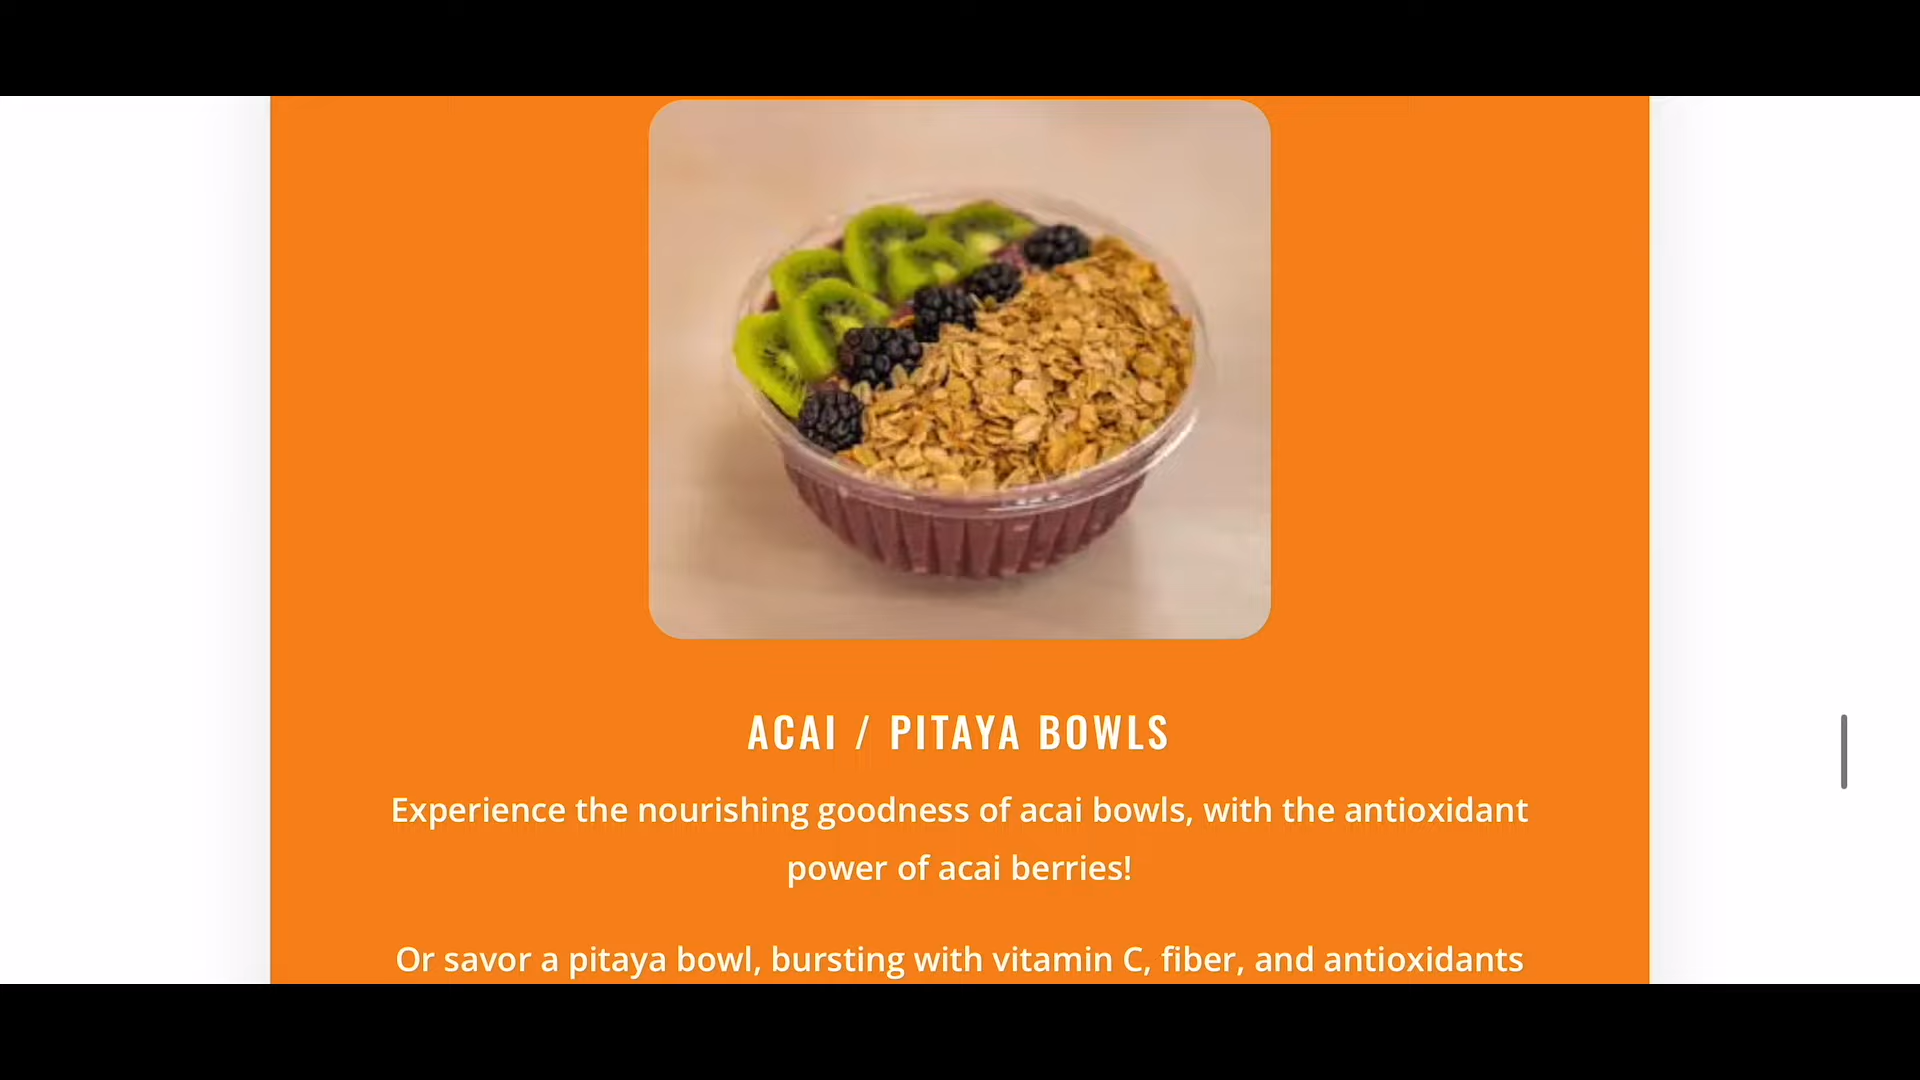 ACAI / PITAYA BOWLS
Experience the nourishing goodness of acai bowls, with the antioxidant
power of acai berries!
Or savor a pitaya bowl, bursting with vitamin C, fiber, and antioxidants